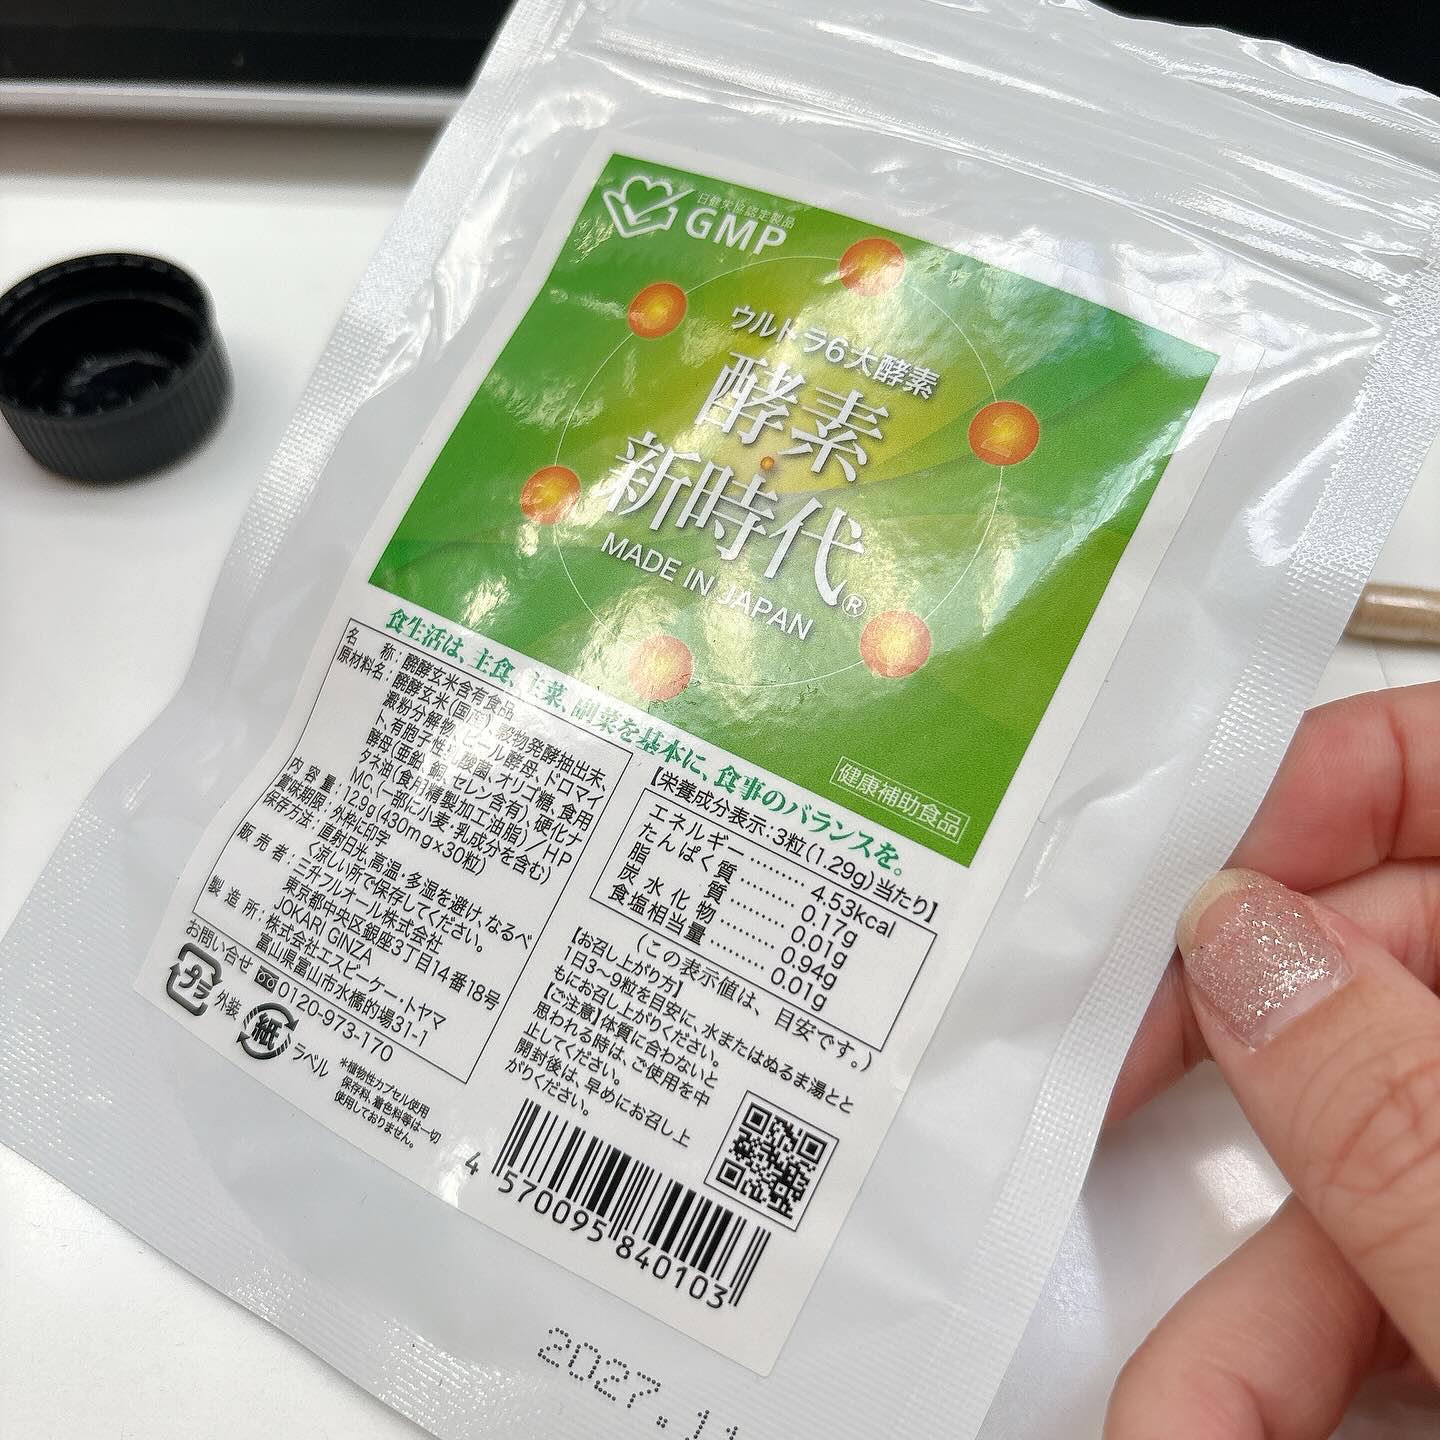 日健栄協認定製品
GMP
ウルトラ6大酵素
酵素・
新時代®
MADE IN JAPAN
2
健康補助食品
食生活は、主食、主菜、副菜を基本に、食事のバランスを。
名称：醗酵玄米含有食品
原材料名：醗酵玄米(国産)、穀物発酵抽出末、
澱粉分解物、ビール酵母、ドロマイ
ト、有胞子性乳酸菌、オリゴ糖、食用
酵母(亜鉛、銅、セレン含有)、硬化ナ
タネ油(食用精製加工油脂)／HP
MC、(一部に小麦・乳成分を含む)
内容量：12.9g(430mg×30粒)
賞味期限：外枠に印字
保存方法：直射日光、高温・多湿を避け、なるべ
く涼しい所で保存してください。
販売者：三升フルオール株式会社
東京都中央区銀座3丁目14番18号
JOKARI GINZA
製造所：株式会社エスビーケー・トヤマ
富山県富山市水橋的場31-1
お問い合せ 0120-973-170
プラ 外装
紙 ラベル
*植物性カプセル使用
保存料、着色料等は一切
使用しておりません。
【栄養成分表示：3粒(1.29g)当たり】
エネルギー………4.53kcal
たんぱく質………0.17g
脂質………0.01g
炭水化物………0.94g
食塩相当量………0.01g
(この表示値は、目安です。)
【お召し上がり方】
1日3〜9粒を目安に、水またはぬるま湯とと
もにお召し上がりください。
【ご注意】体質に合わないと
思われる時は、ご使用を中
止してください。
開封後は、早めにお召し上
がりください。
4 570095 840103
2027.11